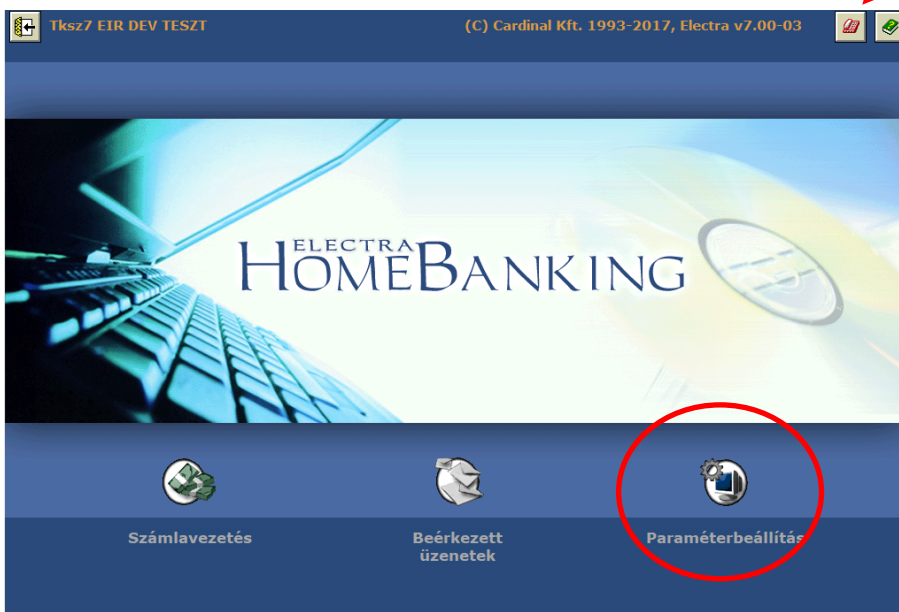 Tksz7 EIR DEV TESZT
(C) Cardinal Kft. 1993-2017, Electra v7.00-03
ELECTRA
HOMEBANKING
Számlavezetés
Beérkezett
üzenetek
Paraméterbeállítás